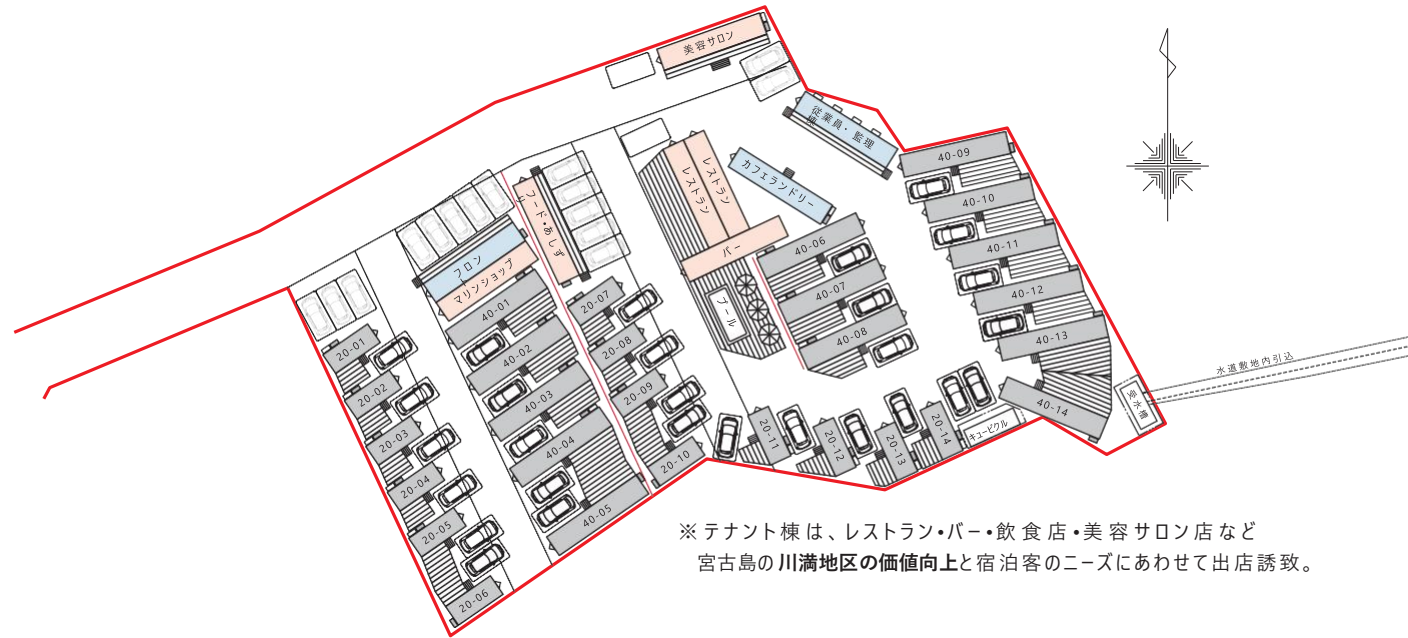 美容サロン
従業員・監理
棟
カフェランドリー
レストラン
レストラン
バー
プール
フード・あしず
り
フロン
ト
マリンショップ
40-01
40-02
40-03
40-04
40-05
40-06
40-07
40-08
40-09
40-10
40-11
40-12
40-13
40-14
20-01
20-02
20-03
20-04
20-05
20-06
20-07
20-08
20-09
20-10
20-11
20-12
20-13
20-14
キュービクル
受水槽
水道敷地内引込
※テナント棟は、レストラン・バー・飲食店・美容サロン店など
宮古島の川満地区の価値向上と宿泊客のニーズにあわせて出店誘致。